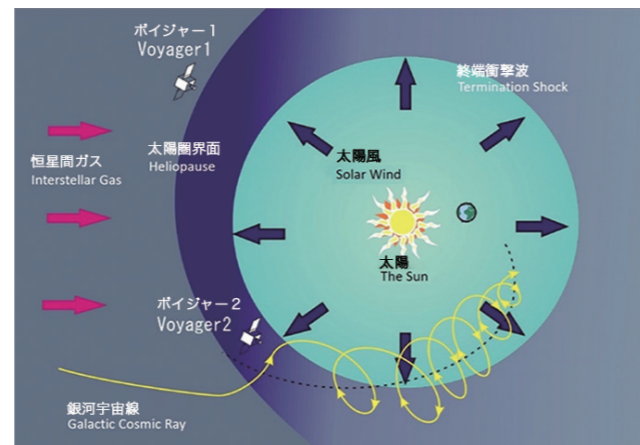 ボイジャー1
Voyager1
終端衝撃波
Termination Shock
恒星間ガス
Interstellar Gas
太陽圏界面
Heliopause
太陽風
Solar Wind
太陽
The Sun
ボイジャー2
Voyager2
銀河宇宙線
Galactic Cosmic Ray